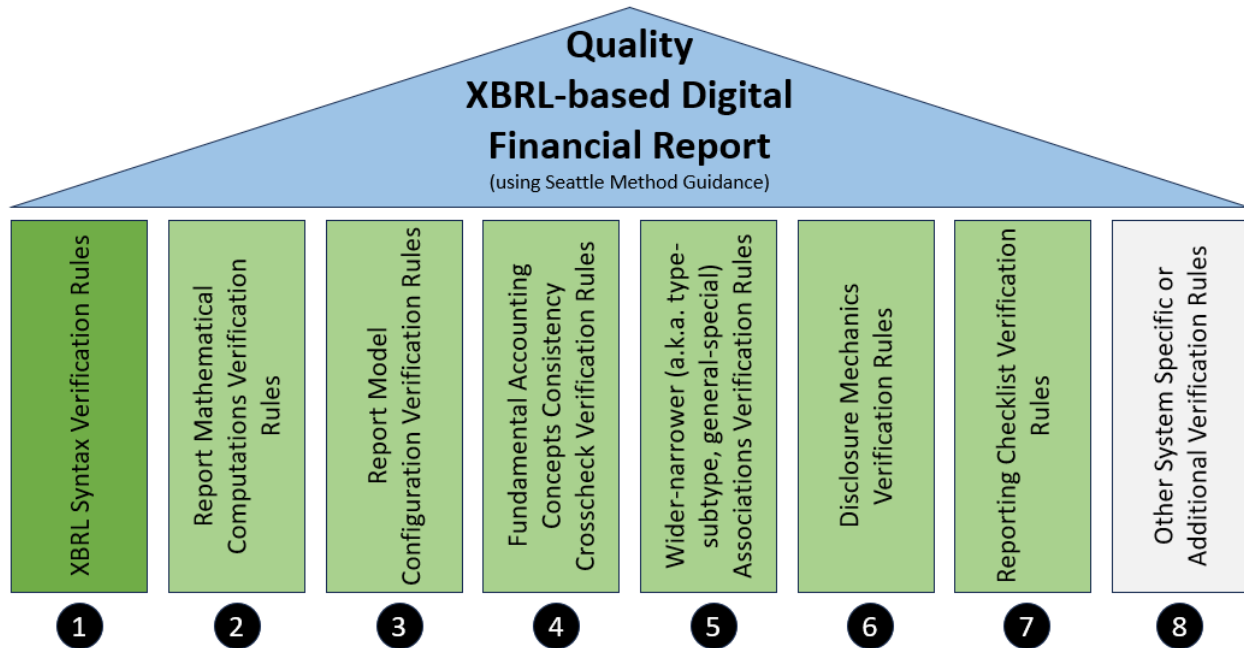 Quality
XBRL-based Digital
Financial Report
(using Seattle Method Guidance)
XBRL Syntax Verification Rules
Report Mathematical
Computations Verification
Rules
Report Model
Configuration Verification Rules
Fundamental Accounting
Concepts Consistency
Crosscheck Verification Rules
Wider-narrower (a.k.a. type-
subtype, general-special)
Associations Verification Rules
Disclosure Mechanics
Verification Rules
Reporting Checklist Verification
Rules
Other System Specific or
Additional Verification Rules
1
2
3
4
5
6
7
8